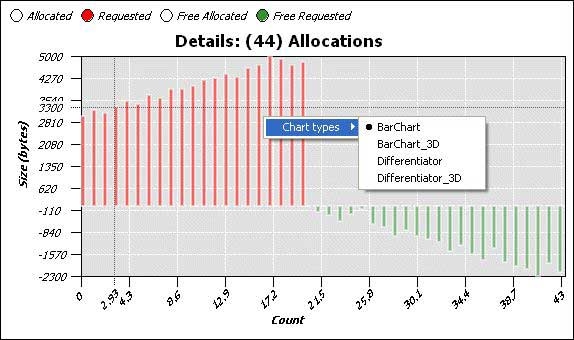 Allocated Requested Free Allocated Free Requested
Details: (44) Allocations
Size (bytes)
5000
4270
3540
3300
2810
2080
1350
620
-110
-840
-1570
-2300
Chart types
BarChart
BarChart_3D
Differentiator
Differentiator_3D
0 2.93 4.3 8.6 12.9 17.2 21.5 25.8 30.1 34.4 38.7 43
Count